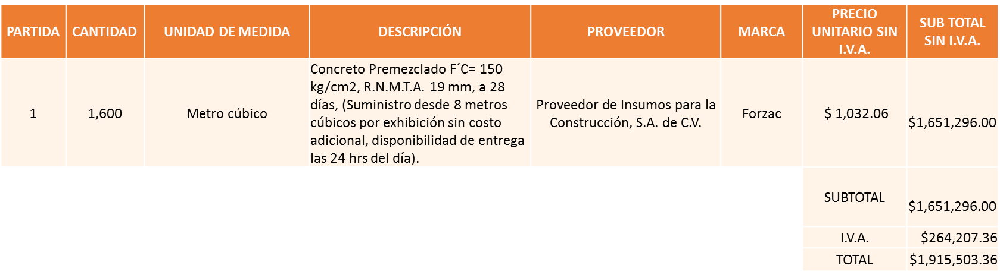 PARTIDA
CANTIDAD
UNIDAD DE MEDIDA
DESCRIPCIÓN
PROVEEDOR
MARCA
PRECIO
UNITARIO SIN
I.V.A.
SUB TOTAL
SIN I.V.A.
1
1,600
Metro cúbico
Concreto Premezclado F´C= 150
kg/cm2, R.N.M.T.A. 19 mm, a 28
días, (Suministro desde 8 metros
cúbicos por exhibición sin costo
adicional, disponibilidad de entrega
las 24 hrs del día).
Proveedor de Insumos para la
Construcción, S.A. de C.V.
Forzac
$ 1,032.06
$1,651,296.00
SUBTOTAL
$1,651,296.00
I.V.A.
$264,207.36
TOTAL
$1,915,503.36